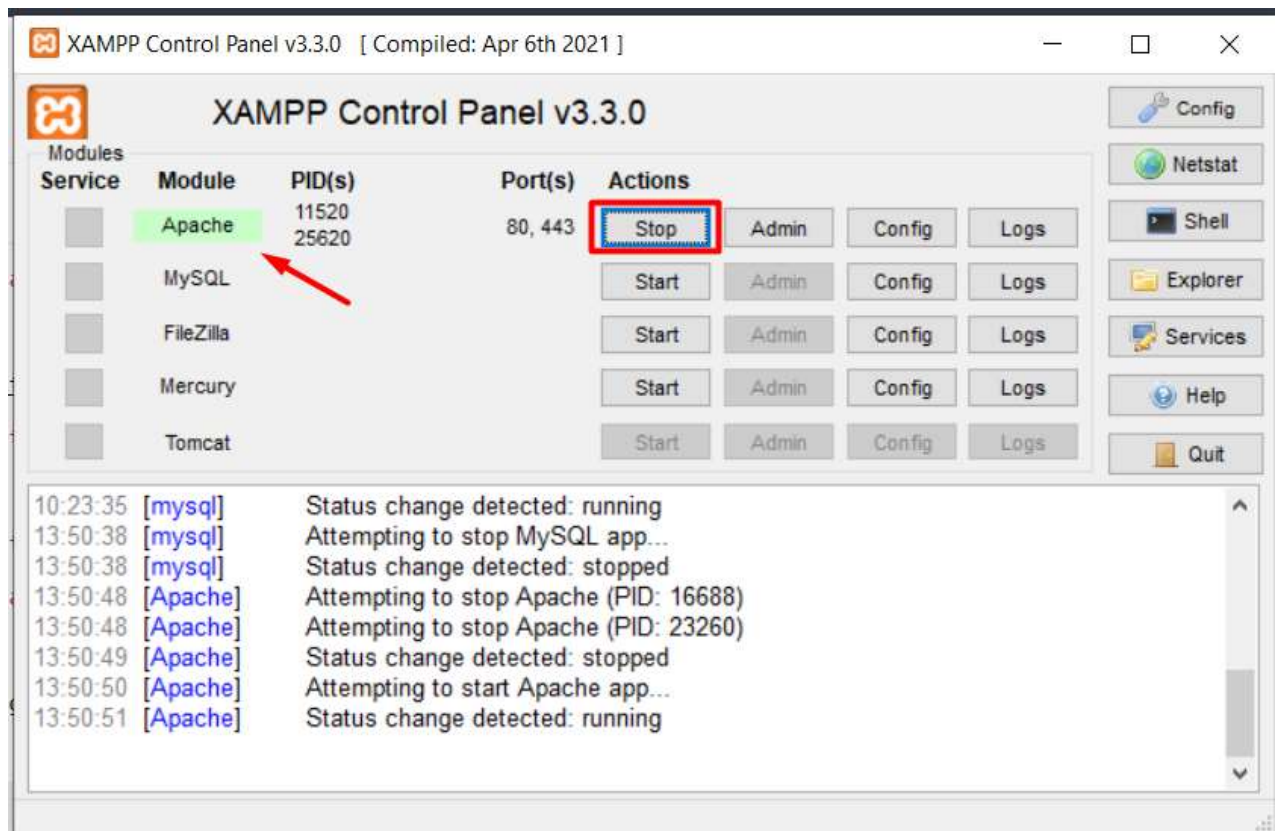 XAMPP Control Panel v3.3.0 [ Compiled: Apr 6th 2021 ]
XAMPP Control Panel v3.3.0
Config
Modules
Service Module PID(s) Port(s) Actions
Netstat
Apache 11520 25620 80, 443 Stop Admin Config Logs
Shell
MySQL Start Admin Config Logs
Explorer
FileZilla Start Admin Config Logs
Services
Mercury Start Admin Config Logs
Help
Tomcat Start Admin Config Logs
Quit
10:23:35 [mysql] Status change detected: running
13:50:38 [mysql] Attempting to stop MySQL app...
13:50:38 [mysql] Status change detected: stopped
13:50:48 [Apache] Attempting to stop Apache (PID: 16688)
13:50:48 [Apache] Attempting to stop Apache (PID: 23260)
13:50:49 [Apache] Status change detected: stopped
13:50:50 [Apache] Attempting to start Apache app...
13:50:51 [Apache] Status change detected: running